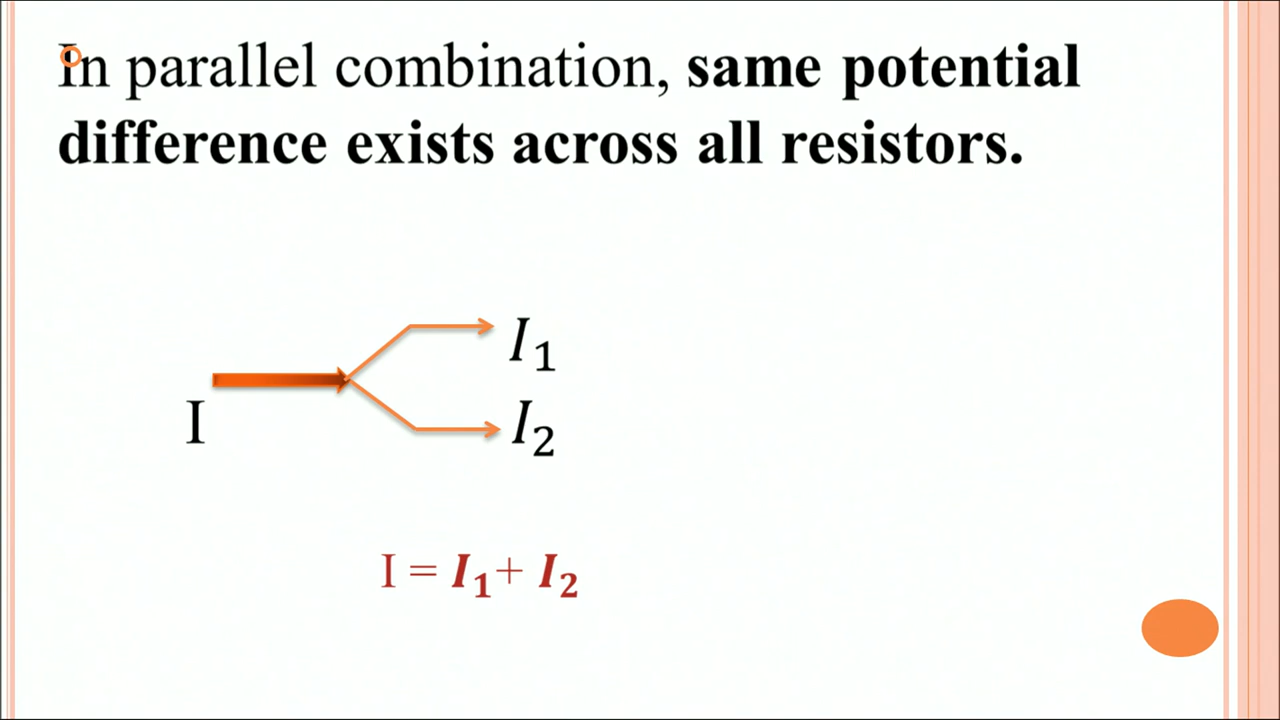 In parallel combination, same potential
difference exists across all resistors.
I₁
I
I₂
I = I₁+ I₂